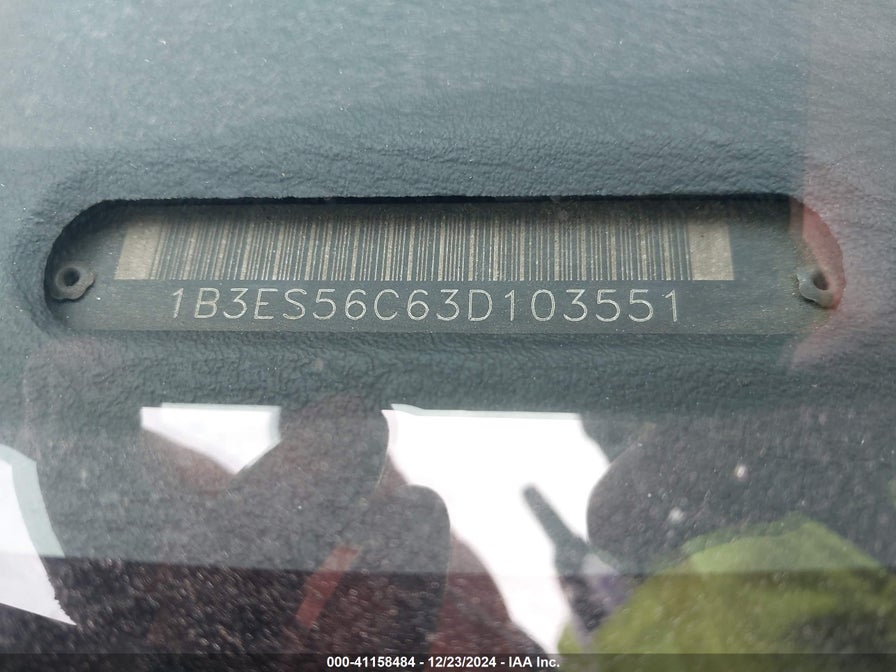 1B3ES56C63D103551
000-41158484 - 12/23/2024 - IAA Inc.